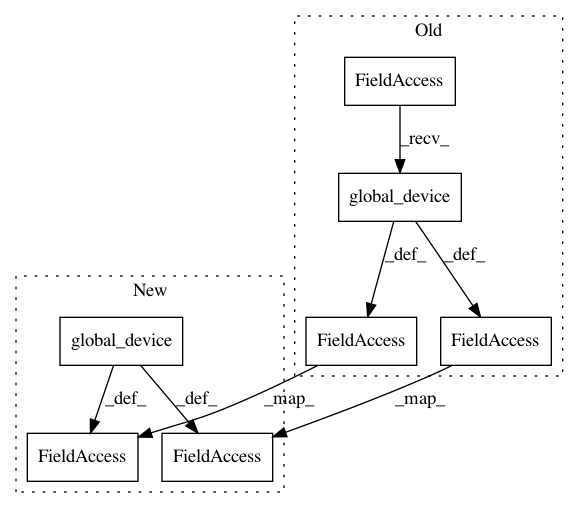 Old
FieldAccess
_recv_
global_device
_def_
_def_
New
global_device
FieldAccess
FieldAccess
_def_
_def_
_map_
_map_
FieldAccess
FieldAccess